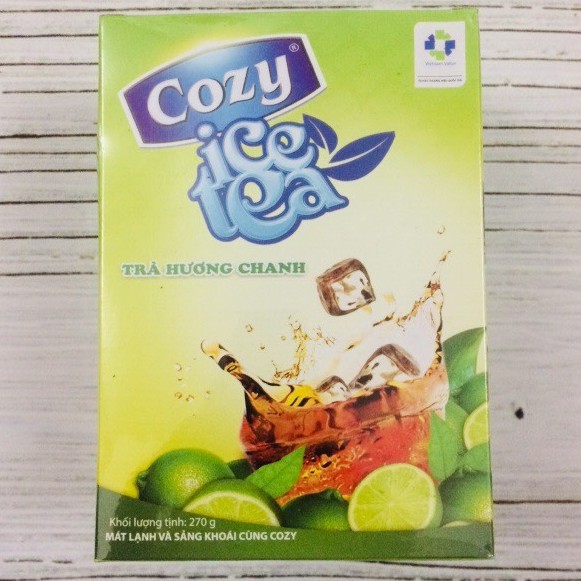 Cozy®
ice
tea
TRÀ HƯƠNG CHANH
Khối lượng tịnh: 270 g
MÁT LẠNH VÀ SẢNG KHOÁI CÙNG COZY